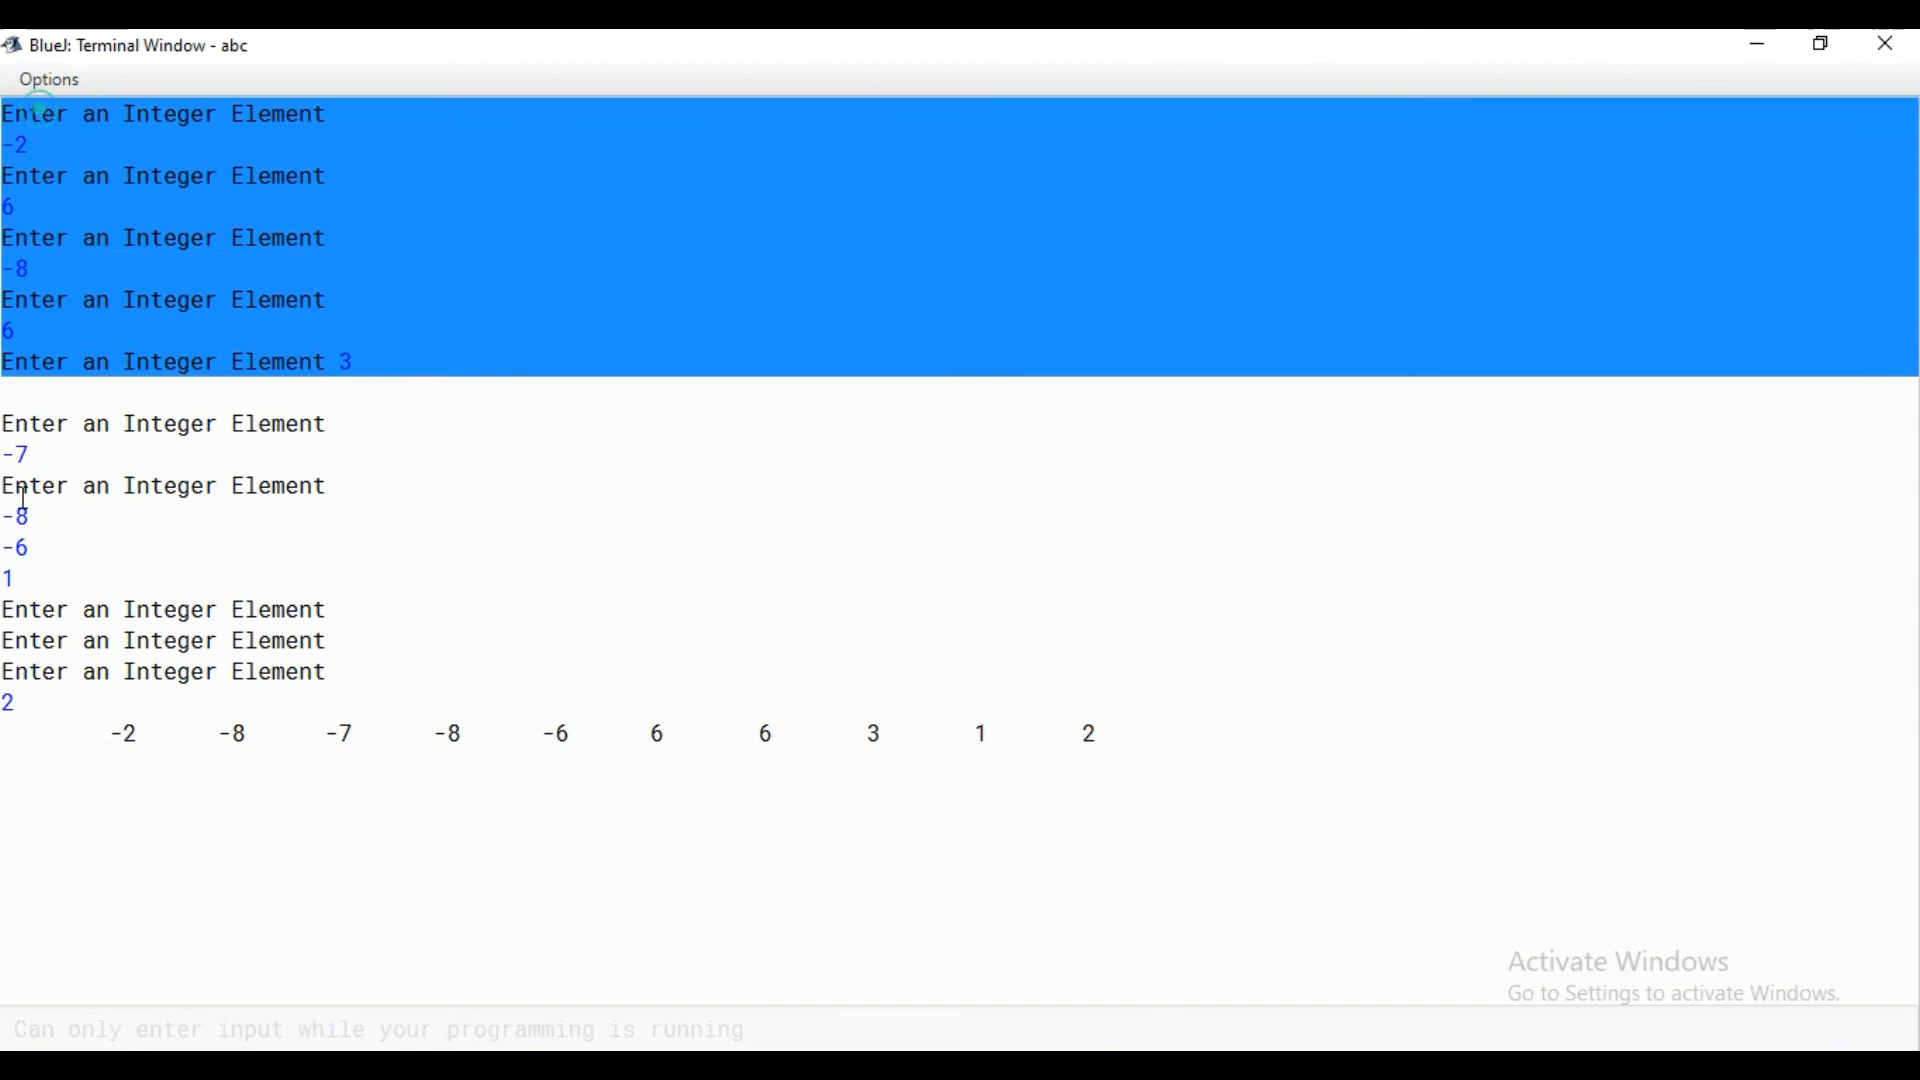 BlueJ: Terminal Window - abc
Options
Enter an Integer Element
-2
Enter an Integer Element
6
Enter an Integer Element
-8
Enter an Integer Element
6
Enter an Integer Element 3
Enter an Integer Element
-7
Enter an Integer Element
-8
-6
1
Enter an Integer Element
Enter an Integer Element
Enter an Integer Element
2
-2 -8 -7 -8 -6 6 6 3 1 2
Activate Windows
Go to Settings to activate Windows.
Can only enter input while your programming is running